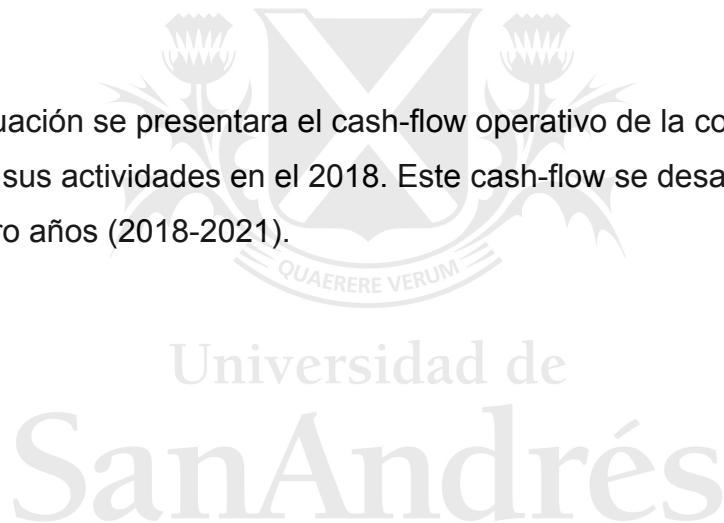 uación se presentara el cash-flow operativo de la co
sus actividades en el 2018. Este cash-flow se desa
ro años (2018-2021).
QUAERERE VERUM
Universidad de
SanAndrés